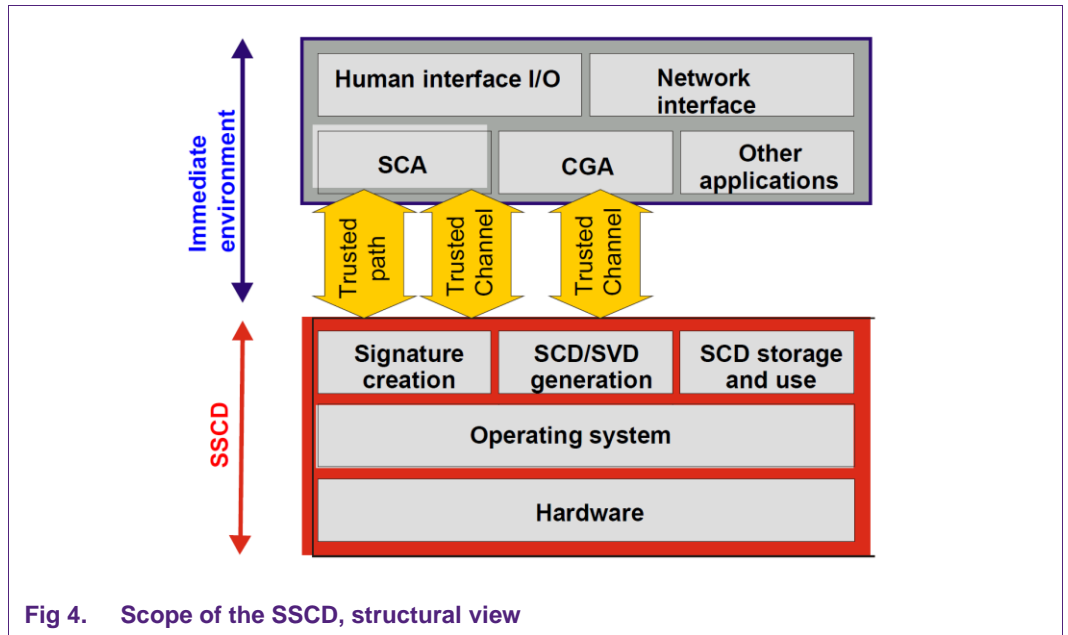 Immediate
environment
Human interface I/O
Network
interface
SCA
CGA
Other
applications
Trusted
path
Trusted
Channel
Trusted
Channel
SSCD
Signature
creation
SCD/SVD
generation
SCD storage
and use
Operating system
Hardware
Fig 4. Scope of the SSCD, structural view